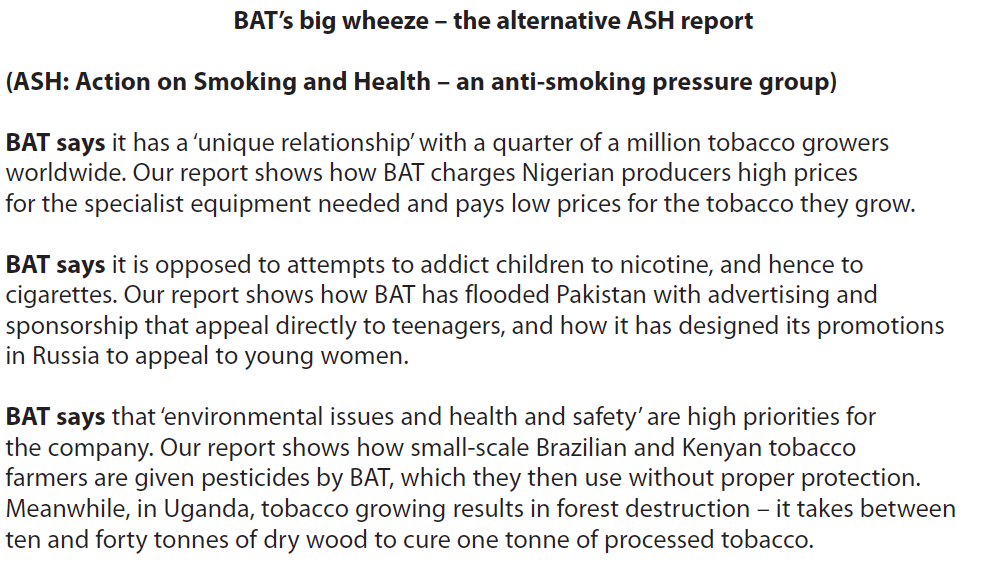 BAT’s big wheeze – the alternative ASH report
(ASH: Action on Smoking and Health – an anti-smoking pressure group)
BAT says it has a ‘unique relationship’ with a quarter of a million tobacco growers
worldwide. Our report shows how BAT charges Nigerian producers high prices
for the specialist equipment needed and pays low prices for the tobacco they grow.
BAT says it is opposed to attempts to addict children to nicotine, and hence to
cigarettes. Our report shows how BAT has flooded Pakistan with advertising and
sponsorship that appeal directly to teenagers, and how it has designed its promotions
in Russia to appeal to young women.
BAT says that ‘environmental issues and health and safety’ are high priorities for
the company. Our report shows how small-scale Brazilian and Kenyan tobacco
farmers are given pesticides by BAT, which they then use without proper protection.
Meanwhile, in Uganda, tobacco growing results in forest destruction – it takes between
ten and forty tonnes of dry wood to cure one tonne of processed tobacco.